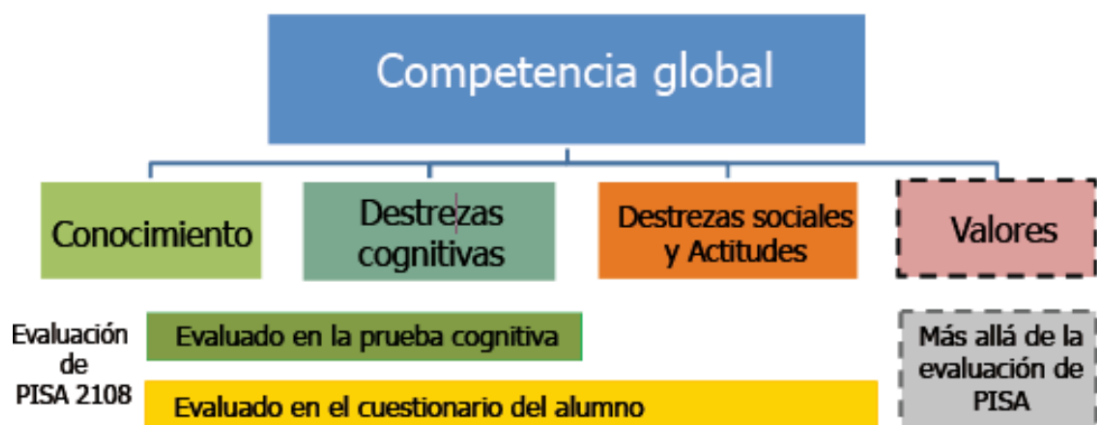 Competencia global
Conocimiento
Destrezas
cognitivas
Destrezas sociales
y Actitudes
Valores
Evaluación
de
PISA 2108
Evaluado en la prueba cognitiva
Evaluado en el cuestionario del alumno
Más allá de la
evaluación de
PISA